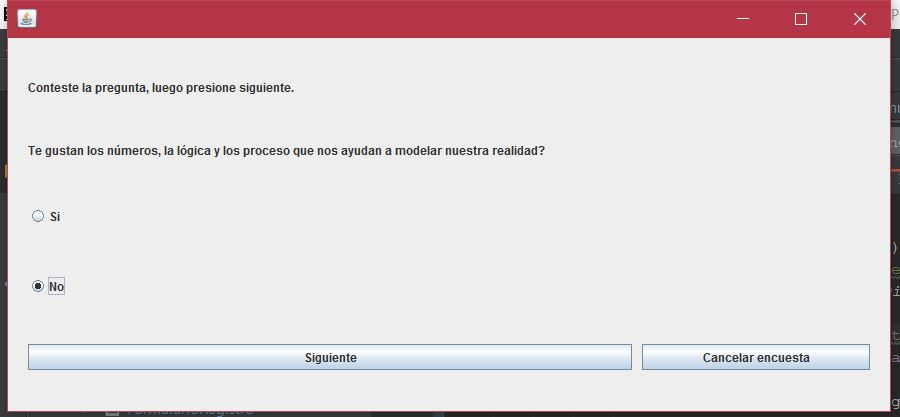 Conteste la pregunta, luego presione siguiente.
Te gustan los números, la lógica y los proceso que nos ayudan a modelar nuestra realidad?
Si
No
Siguiente
Cancelar encuesta